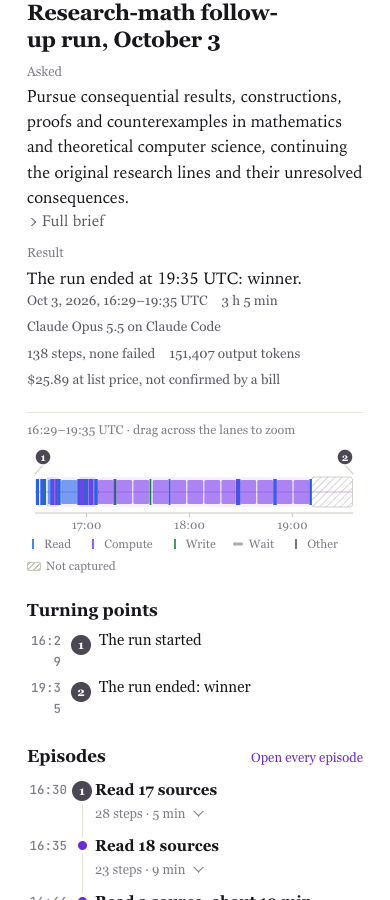 Research-math follow-
up run, October 3
Asked
Pursue consequential results, constructions,
proofs and counterexamples in mathematics
and theoretical computer science, continuing
the original research lines and their unresolved
consequences.
Full brief
Result
The run ended at 19:35 UTC: winner.
Oct 3, 2026, 16:29–19:35 UTC 3 h 5 min
Claude Opus 5.5 on Claude Code
138 steps, none failed 151,407 output tokens
$25.89 at list price, not confirmed by a bill
16:29–19:35 UTC · drag across the lanes to zoom
1 2
17:00 18:00 19:00
Read Compute Write Wait Other
Not captured
Turning points
16:2
9
1 The run started
19:3
5
2 The run ended: winner
Episodes Open every episode
16:30 1 Read 17 sources
28 steps · 5 min
16:35 Read 18 sources
23 steps · 9 min